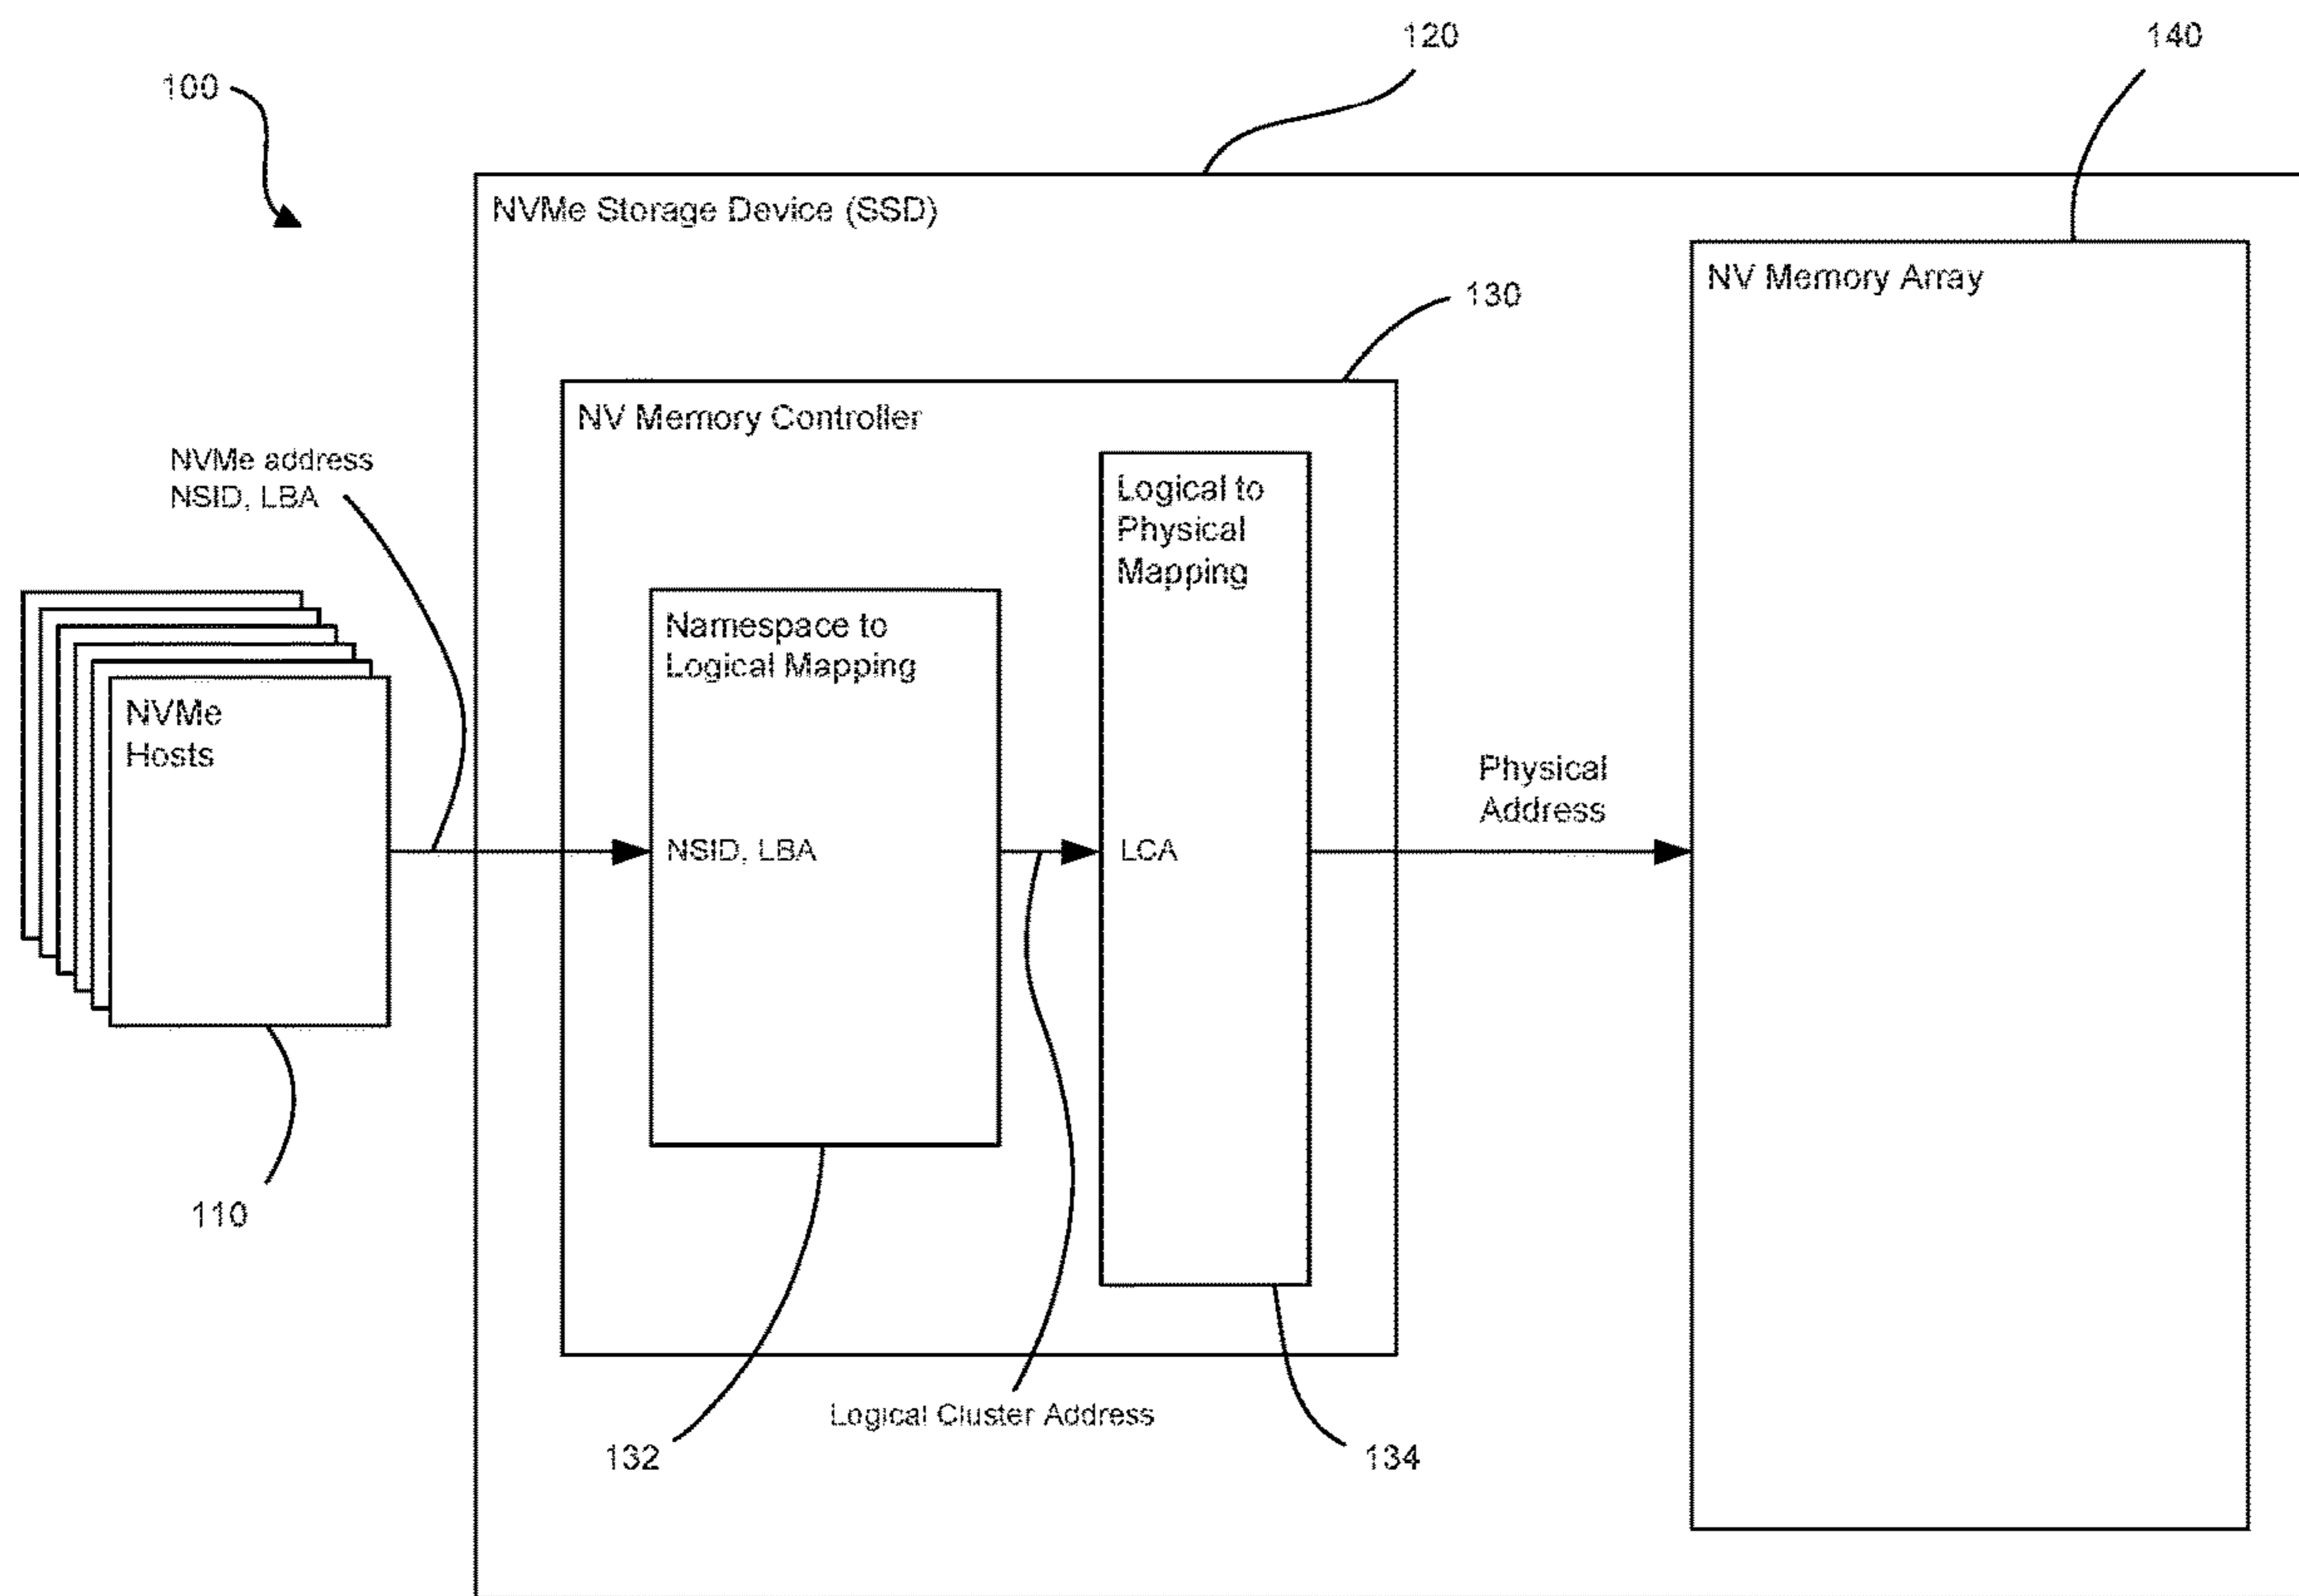 120
140
100
NVMe Storage Device (SSD)
NV Memory Array
130
NV Memory Controller
NVMe address
NSID, LBA
Logical to
Physical
Mapping
Namespace to
Logical Mapping
NVMe
Hosts
Physical
Address
NSID, LBA
LCA
110
Logical Cluster Address
132
134